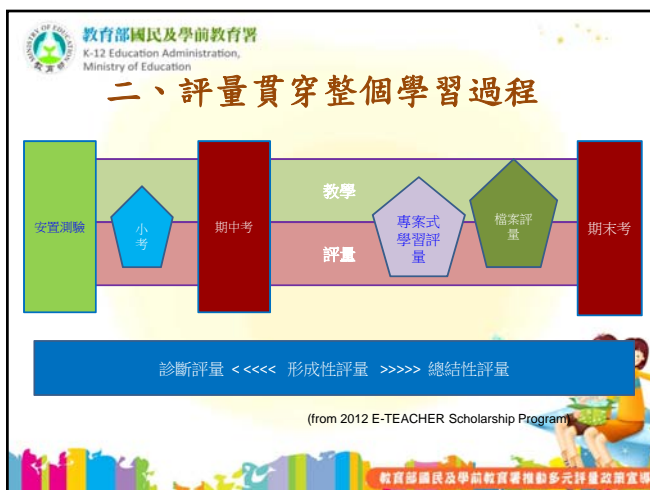 教育部國民及學前教育署
K-12 Education Administration,
Ministry of Education
二、評量貫穿整個學習過程
安置測驗
小考
期中考
教學
評量
專案式
學習評
量
檔案評
量
期末考
診斷評量 <<<<< 形成性評量 >>>>> 總結性評量
(from 2012 E-TEACHER Scholarship Program)
教育部國民及學前教育署推動多元評量政策宣導